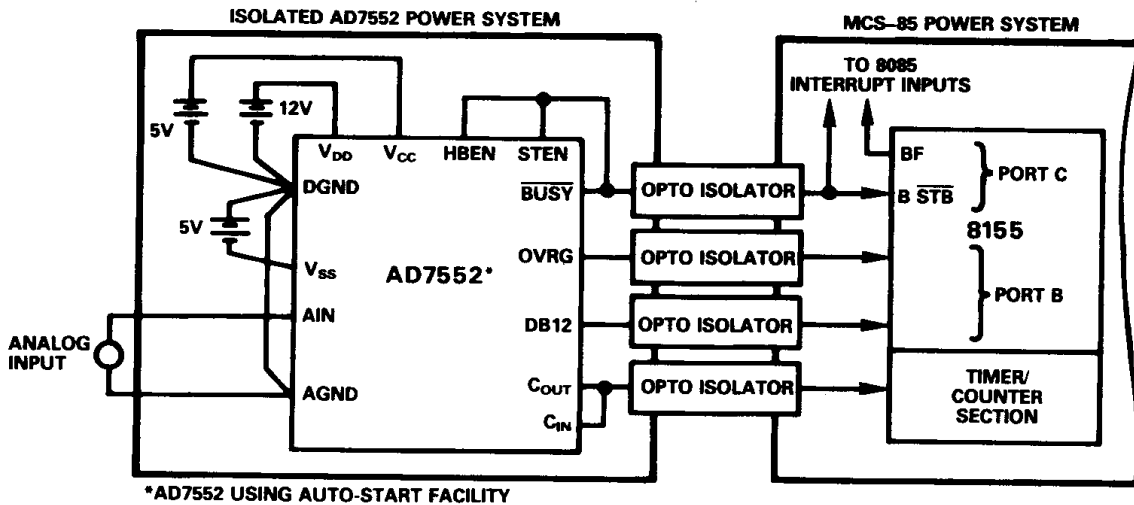 ISOLATED AD7552 POWER SYSTEM
MCS–85 POWER SYSTEM
TO 8085
INTERRUPT INPUTS
5V
12V
VDD
VCC
HBEN
STEN
DGND
BUSY
OPTO ISOLATOR
BF
B STB
PORT C
8155
5V
VSS
AD7552*
OVRG
OPTO ISOLATOR
PORT B
AIN
DB12
OPTO ISOLATOR
ANALOG
INPUT
AGND
COUT
CIN
OPTO ISOLATOR
TIMER/
COUNTER
SECTION
*AD7552 USING AUTO-START FACILITY